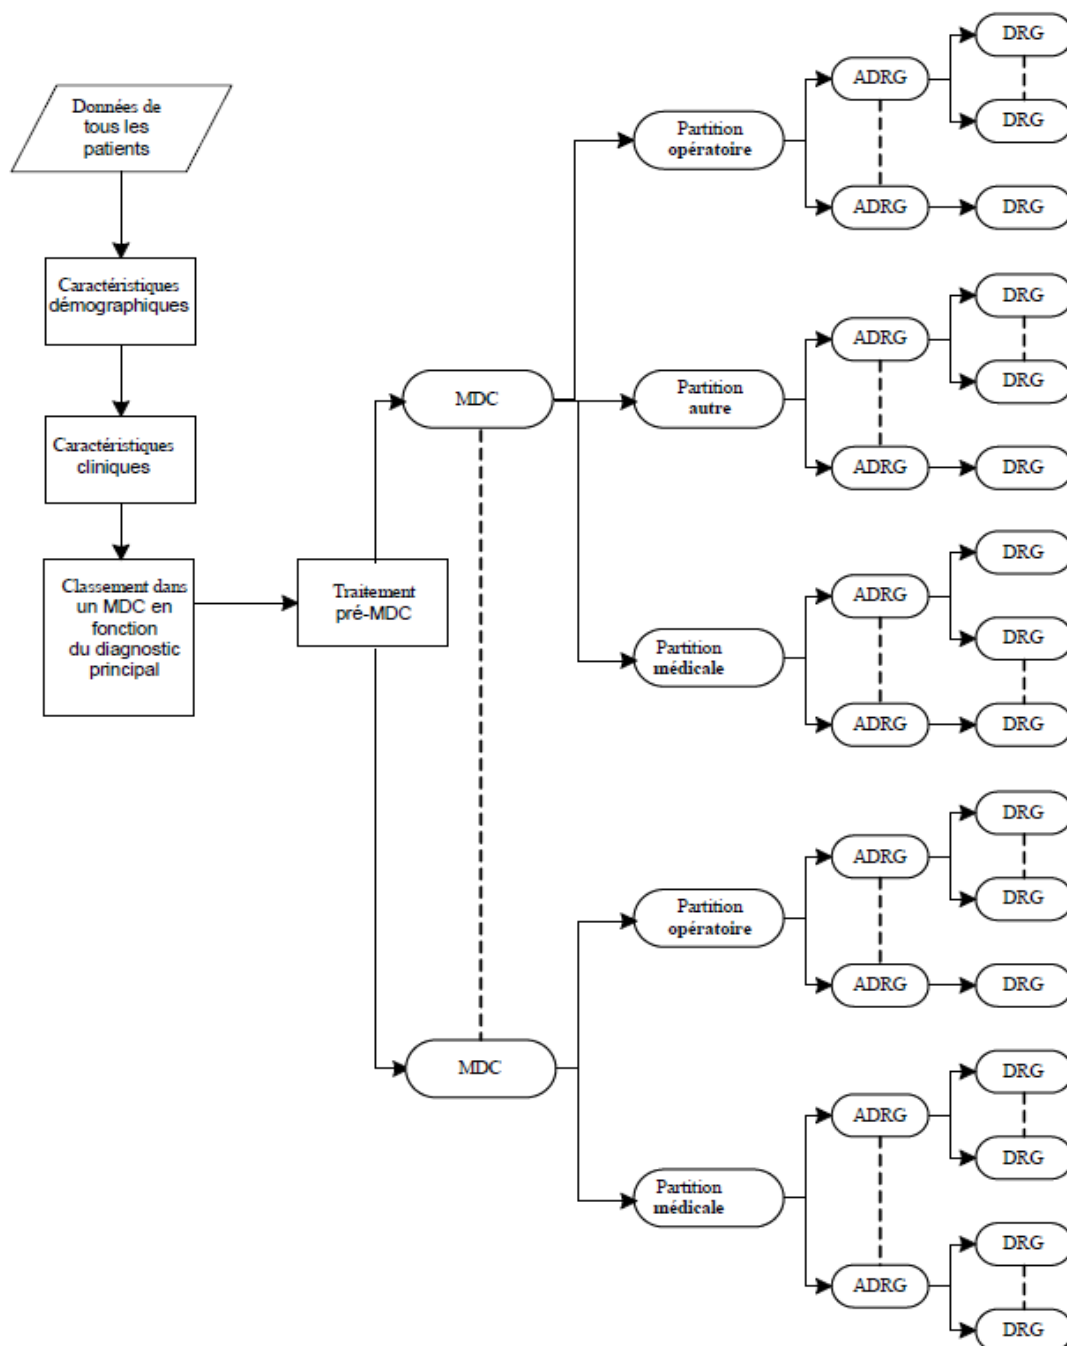 Données de
tous les
patients
Caractéristiques
démographiques
Caractéristiques
cliniques
Classement dans
un MDC en
fonction
du diagnostic
principal
Traitement
pré-MDC
MDC
Partition
opératoire
ADRG
DRG
DRG
ADRG
DRG
Partition
autre
ADRG
DRG
DRG
ADRG
DRG
Partition
médicale
ADRG
DRG
DRG
DRG
ADRG
MDC
Partition
opératoire
ADRG
DRG
DRG
ADRG
DRG
Partition
médicale
ADRG
DRG
DRG
ADRG
DRG
DRG